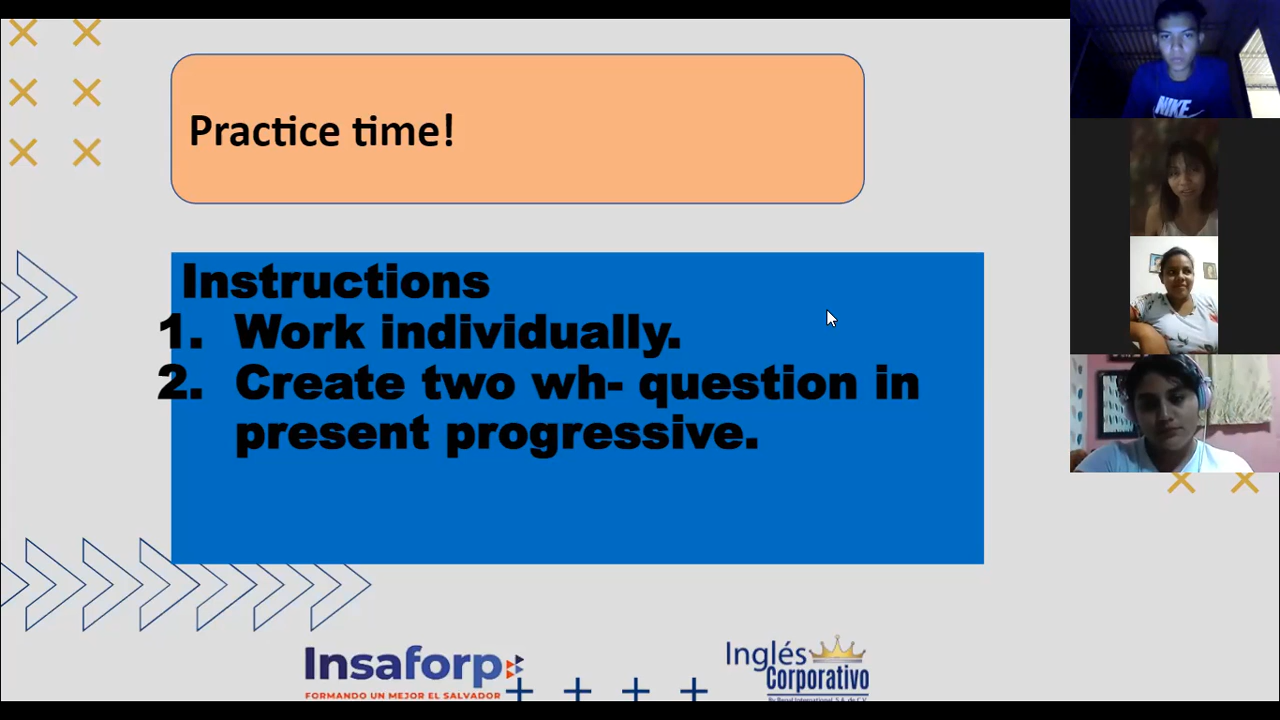 Practice time!
Instructions
1. Work individually.
2. Create two wh- question in
present progressive.
NIKE
Insaforp
FORMANDO UN MEJOR EL SALVADOR
Inglés
Corporativo